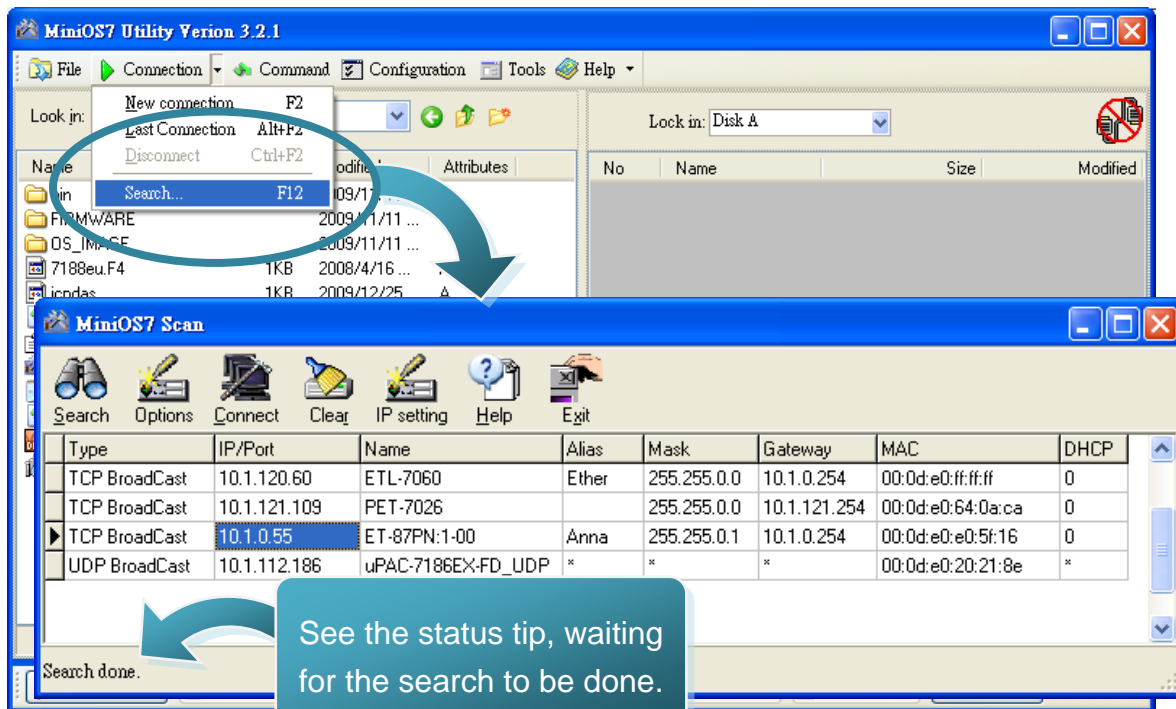 MiniOS7 Utility Verion 3.2.1
File Connection Command Configuration Tools Help
New connection F2
Last Connection Alt+F2
Disconnect Ctrl+F2
Search... F12
Look in:
Lock in: Disk A
Name Attributes
No Name Size Modified
FIRMWARE 2009/11/11 ...
OS_IMAGE 2009/11/11 ...
7188eu.F4 1KB 2008/4/16 ...
icpdas 1KB 2009/12/25 A
MiniOS7 Scan
Search Options Connect Clear IP setting Help Exit
Type IP/Port Name Alias Mask Gateway MAC DHCP
TCP BroadCast 10.1.120.60 ETL-7060 Ether 255.255.0.0 10.1.0.254 00:0d:e0:ff:ff:ff 0
TCP BroadCast 10.1.121.109 PET-7026 255.255.0.0 10.1.121.254 00:0d:e0:64:0a:ca 0
TCP BroadCast 10.1.0.55 ET-87PN:1-00 Anna 255.255.0.1 10.1.0.254 00:0d:e0:e0:5f:16 0
UDP BroadCast 10.1.112.186 uPAC-7186EX-FD_UDP * * * 00:0d:e0:20:21:8e *
See the status tip, waiting
for the search to be done.
Search done.